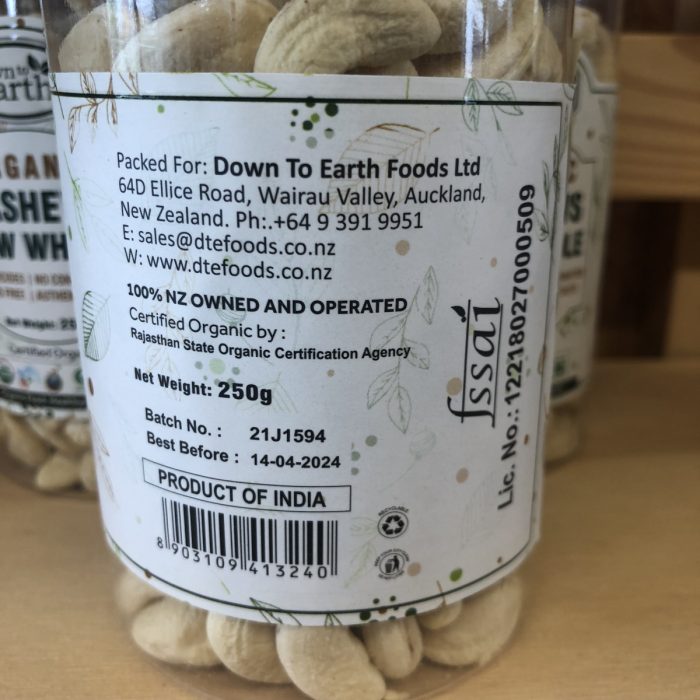 Packed For: Down To Earth Foods Ltd
64D Ellice Road, Wairau Valley, Auckland,
New Zealand. Ph:.+64 9 391 9951
E: sales@dtefoods.co.nz
W: www.dtefoods.co.nz
100% NZ OWNED AND OPERATED
Certified Organic by :
Rajasthan State Organic Certification Agency
Net Weight: 250g
Batch No. : 21J1594
Best Before : 14-04-2024
PRODUCT OF INDIA
8 903109 413240
RECYCLABLE
fssai
Lic. No.: 12218027000509
Earth
Certified